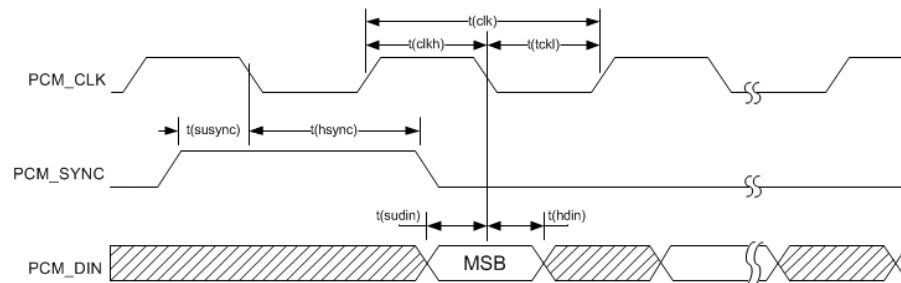 t(clk)
t(clkh) t(tckl)
PCM_CLK
t(susync) t(hsync)
PCM_SYNC
t(sudin) t(hdin)
PCM_DIN MSB